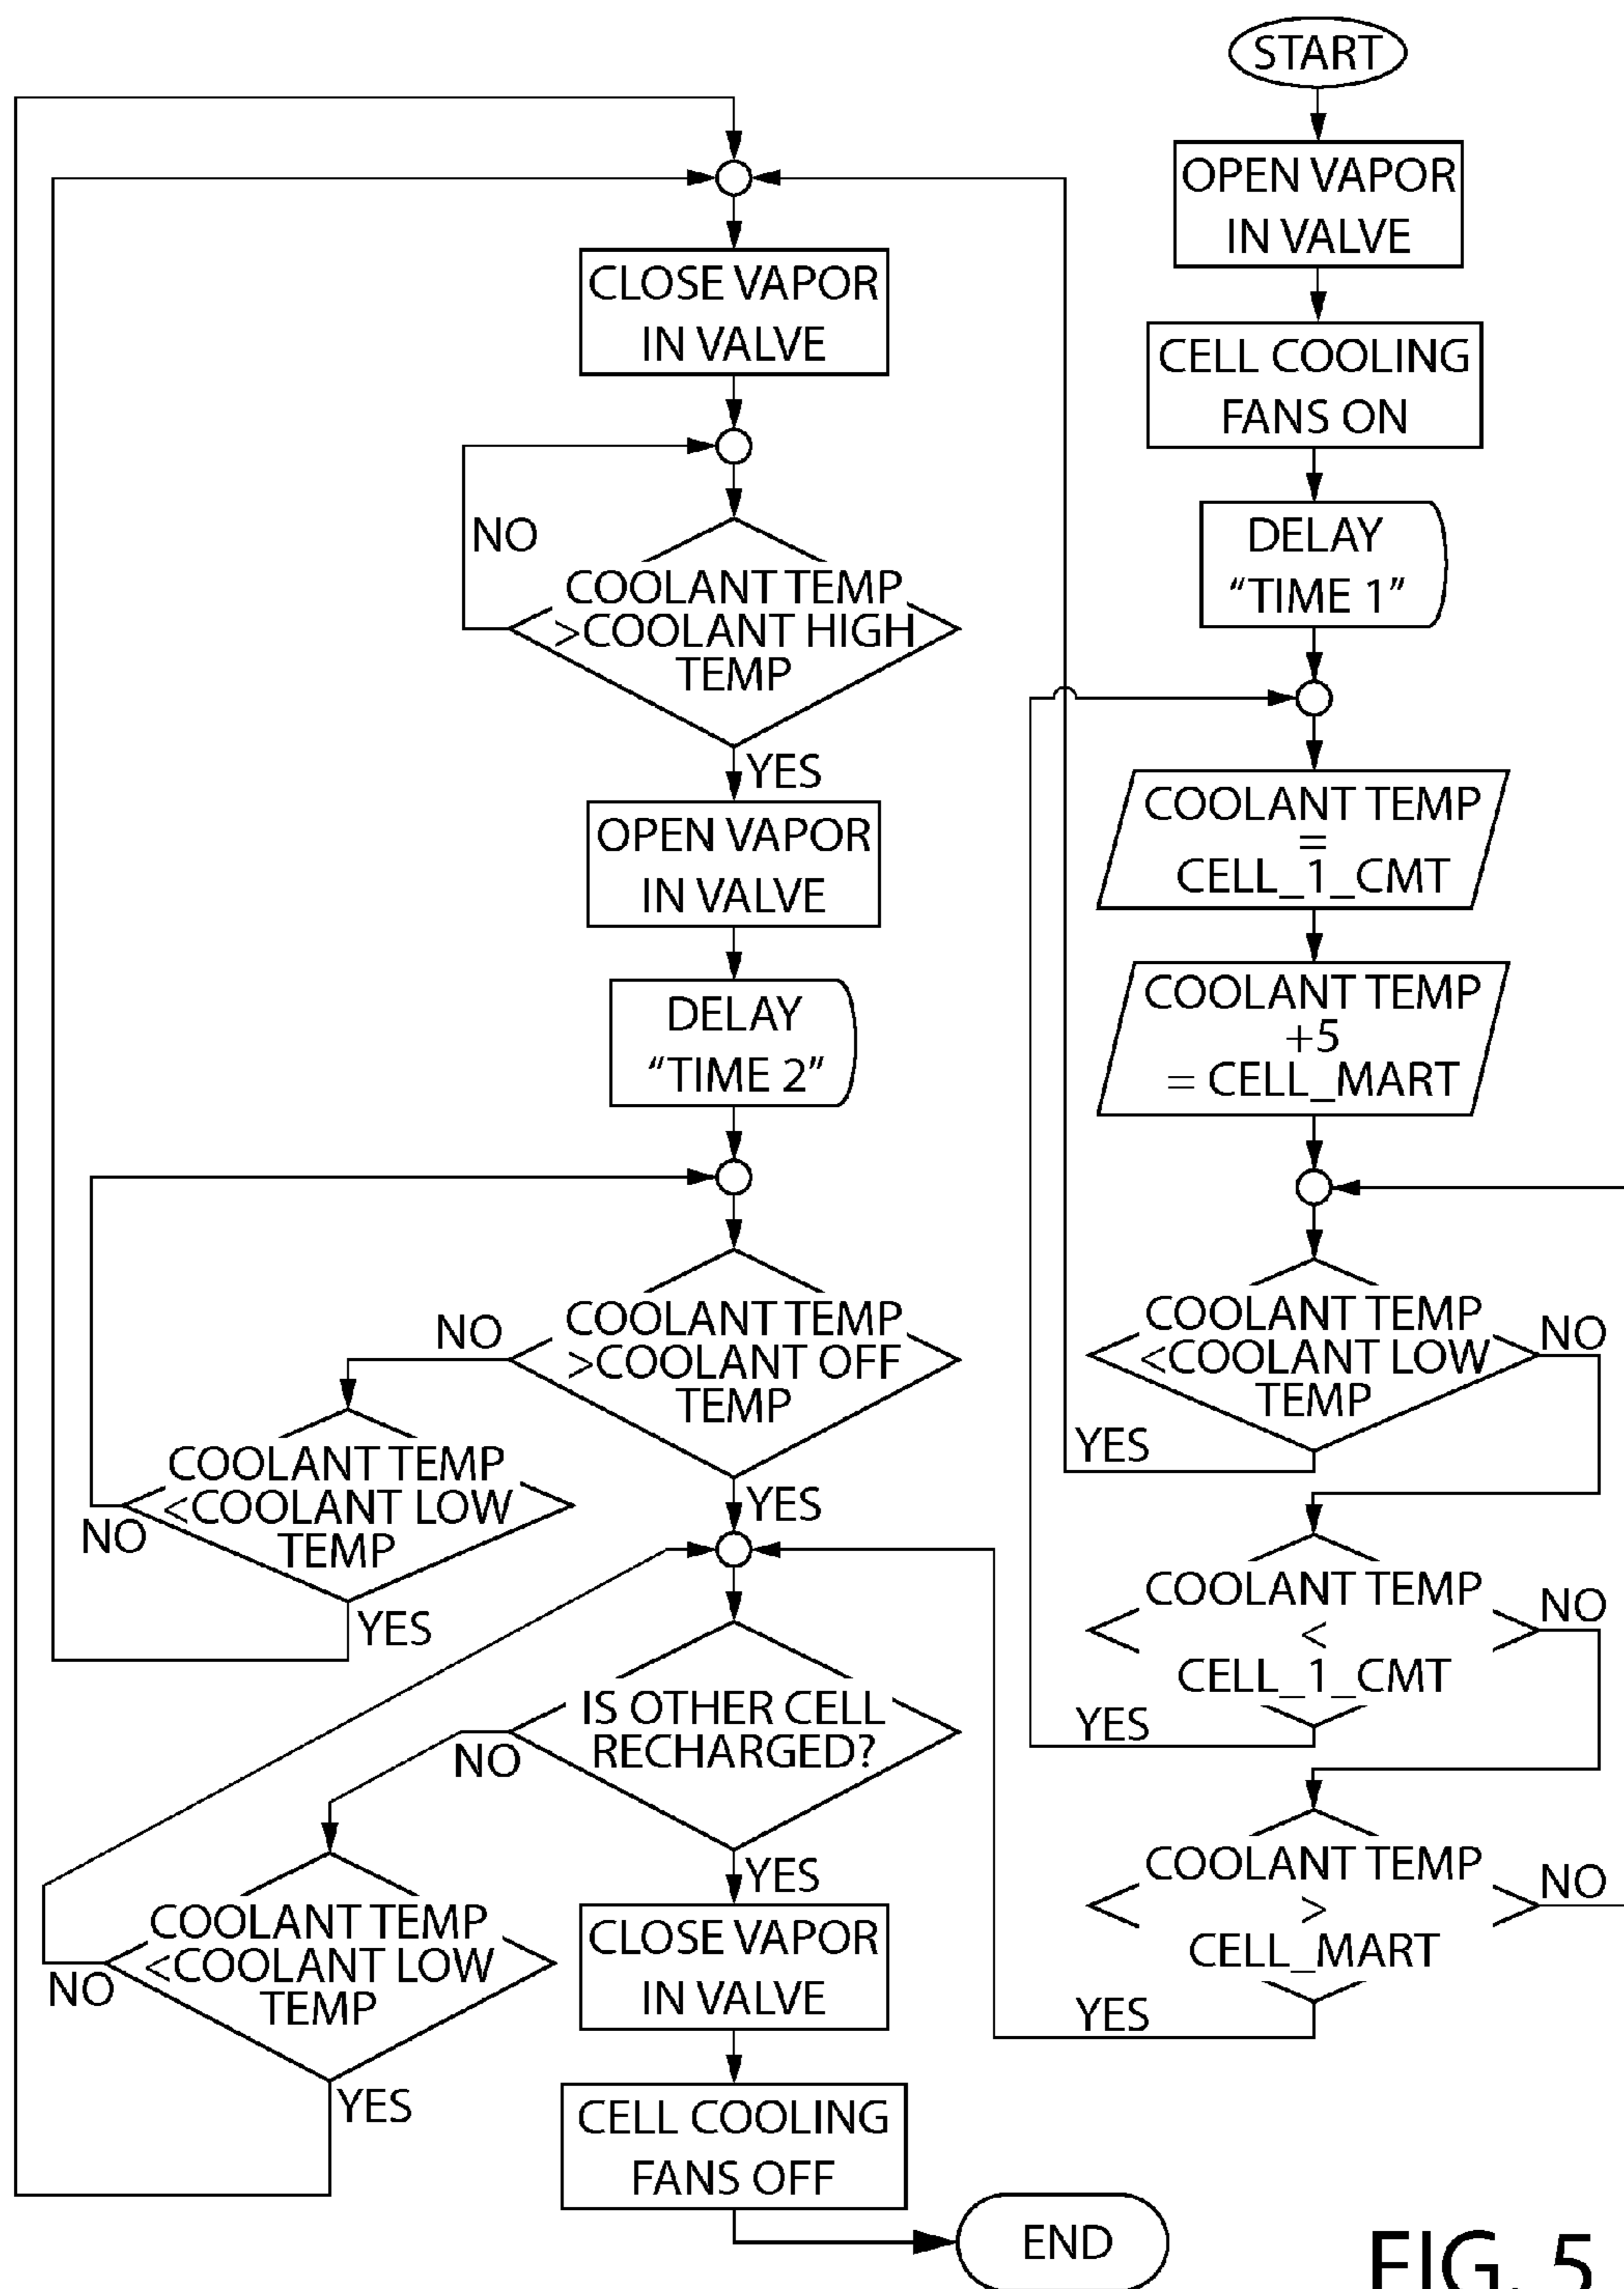 START
OPEN VAPOR
IN VALVE
CELL COOLING
FANS ON
DELAY
“TIME 1”
COOLANT TEMP
=
CELL_1_CMT
COOLANT TEMP
+5
= CELL_MART
COOLANT TEMP
<COOLANT LOW
TEMP
NO
YES
COOLANT TEMP
<
CELL_1_CMT
NO
YES
COOLANT TEMP
>
CELL_MART
NO
YES
CLOSE VAPOR
IN VALVE
NO
COOLANT TEMP
>COOLANT HIGH
TEMP
YES
OPEN VAPOR
IN VALVE
DELAY
“TIME 2”
NO
COOLANT TEMP
>COOLANT OFF
TEMP
YES
COOLANT TEMP
<COOLANT LOW
TEMP
NO
YES
IS OTHER CELL
RECHARGED?
NO
YES
COOLANT TEMP
<COOLANT LOW
TEMP
NO
YES
CLOSE VAPOR
IN VALVE
CELL COOLING
FANS OFF
END
FIG. 5